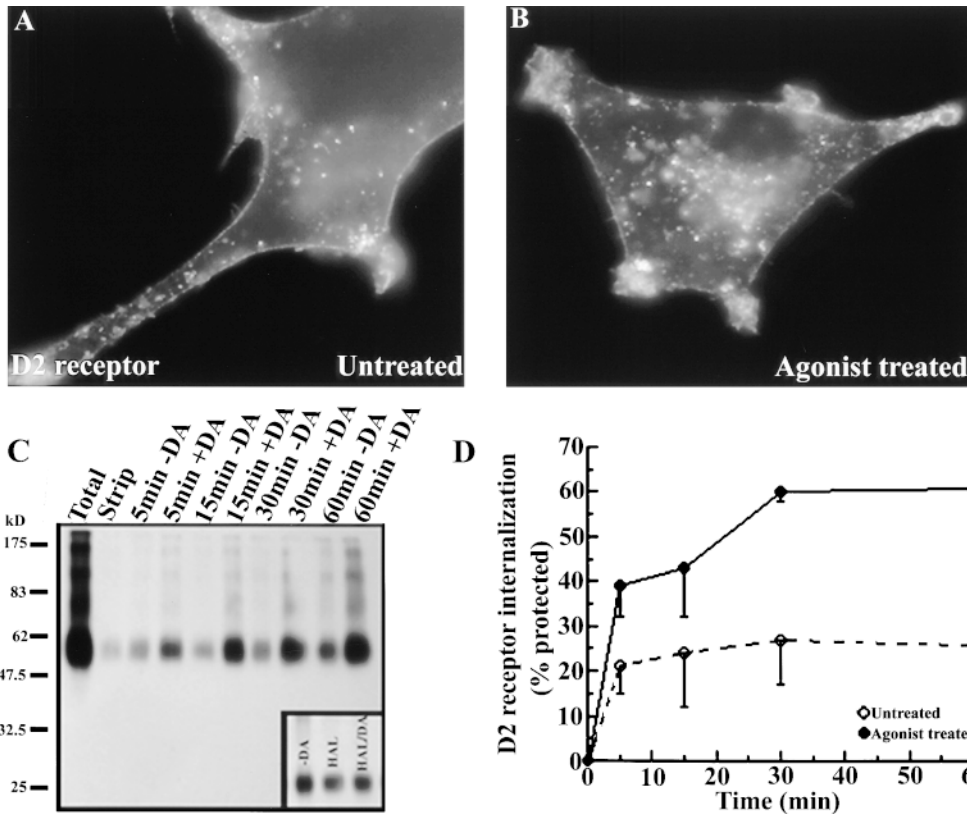 A
D2 receptor
Untreated
B
Agonist treated
C
Total
Strip
5min -DA
5min +DA
15min -DA
15min +DA
30min -DA
30min +DA
60min -DA
60min +DA
kD
175
83
62
47.5
32.5
25
-DA
HAL
HAL/DA
D
D2 receptor internalization
(% protected)
70
60
50
40
30
20
10
0
Untreated
Agonist treate
0 10 20 30 40 50 6
Time (min)